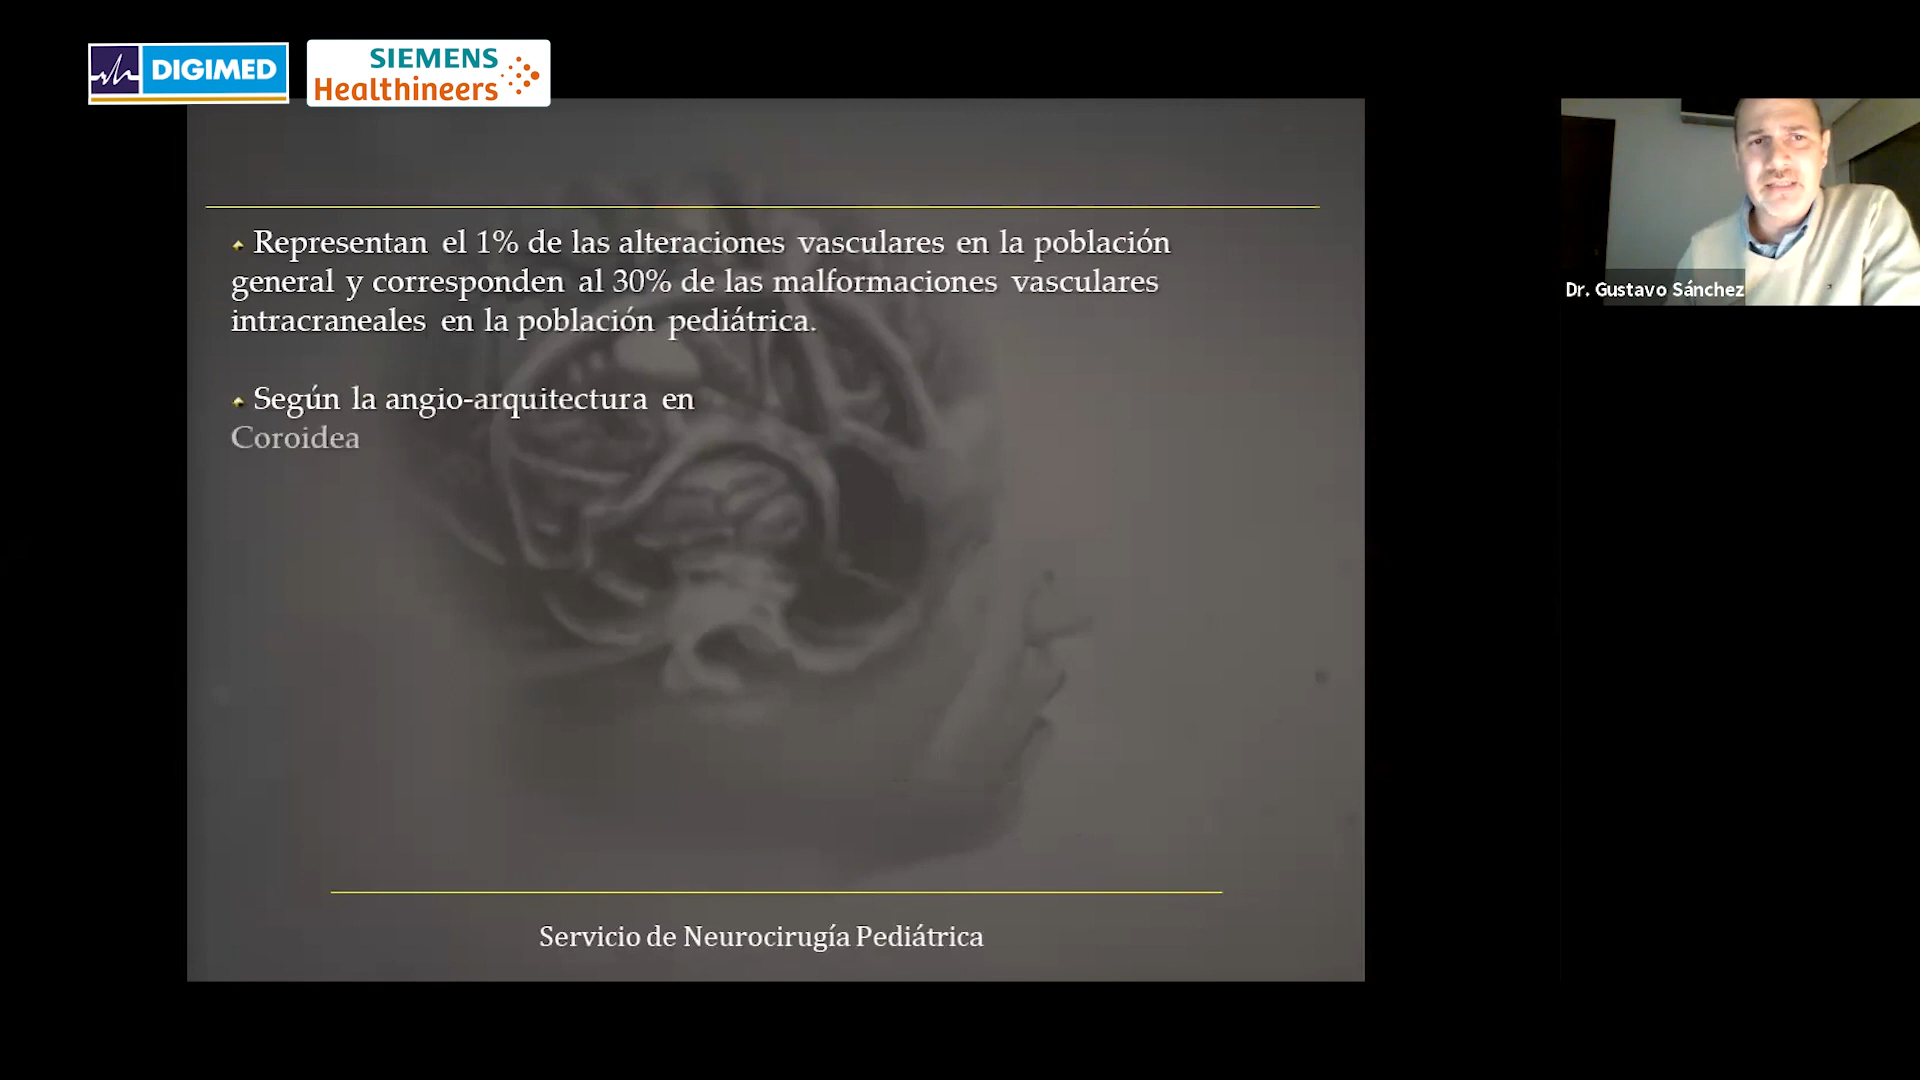 DIGIMED
SIEMENS
Healthineers
Representan el 1% de las alteraciones vasculares en la población
general y corresponden al 30% de las malformaciones vasculares
intracraneales en la población pediátrica.
Según la angio-arquitectura en
Coroidea
Servicio de Neurocirugía Pediátrica
Dr. Gustavo Sánchez